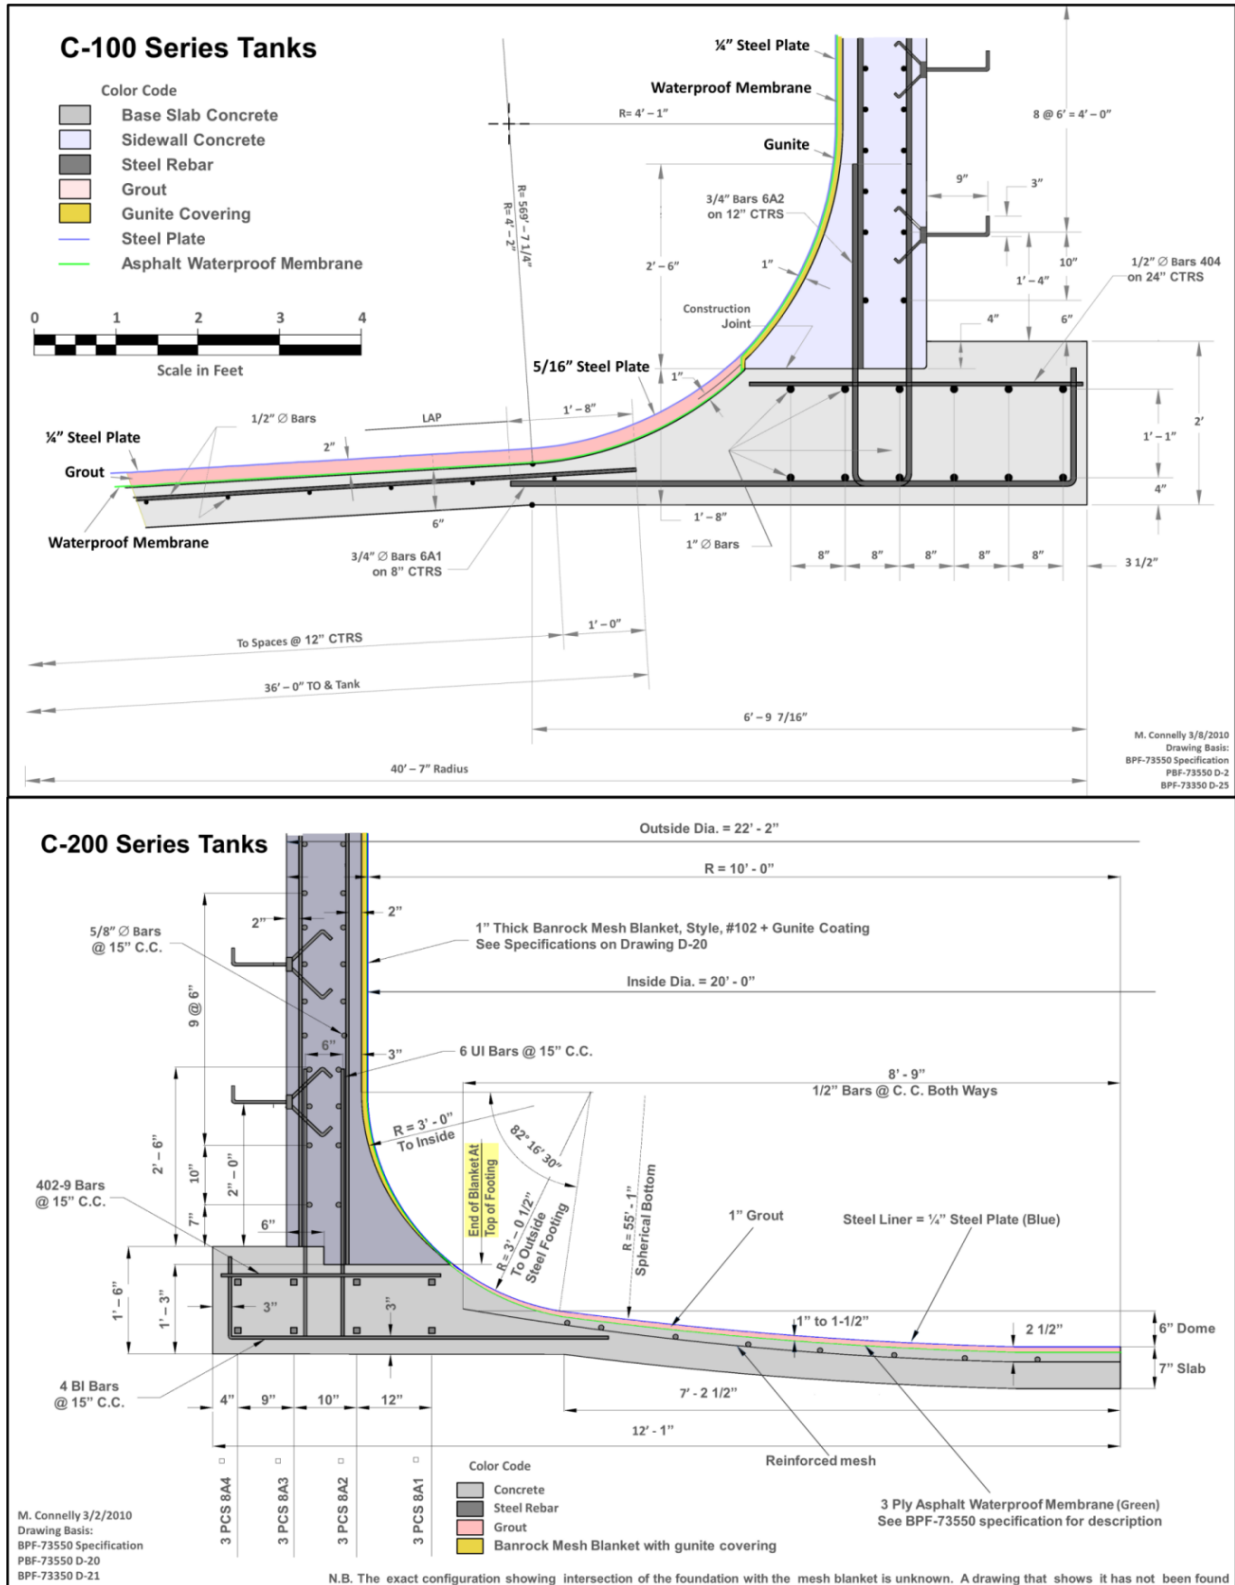 C-100 Series Tanks
Color Code
Base Slab Concrete
Sidewall Concrete
Steel Rebar
Grout
Gunite Covering
Steel Plate
Asphalt Waterproof Membrane
0 1 2 3 4
Scale in Feet
¼” Steel Plate
Waterproof Membrane
R= 4’ – 1”
Gunite
R= 569’ – 7 1/4”
R= 4’ – 2”
3/4” Bars 6A2
on 12” CTRS
2’ – 6”
1”
Construction
Joint
8 @ 6’ = 4’ – 0”
9”
3”
10”
1’ – 4”
1/2” Ø Bars 404
on 24” CTRS
6”
4”
5/16” Steel Plate
1”
1’ – 8”
LAP
1/2” Ø Bars
2”
¼” Steel Plate
Grout
Waterproof Membrane
6”
3/4” Ø Bars 6A1
on 8” CTRS
1’ – 8”
1” Ø Bars
2’
1’ – 1”
4”
8” 8” 8” 8” 8”
3 1/2”
1’ – 0”
To Spaces @ 12” CTRS
36’ – 0” TO & Tank
6’ – 9 7/16”
40’ – 7” Radius
M. Connelly 3/8/2010
Drawing Basis:
BPF-73550 Specification
PBF-73550 D-2
BPF-73350 D-25
C-200 Series Tanks
Outside Dia. = 22’ - 2”
R = 10’ - 0”
2”
2”
5/8” Ø Bars
@ 15” C.C.
1” Thick Banrock Mesh Blanket, Style, #102 + Gunite Coating
See Specifications on Drawing D-20
Inside Dia. = 20’ - 0”
9 @ 6”
6”
3”
6 UI Bars @ 15” C.C.
8’ - 9”
1/2” Bars @ C. C. Both Ways
R = 3’ - 0”
To Inside
82° 16’ 30”
End of Blanket At
Top of Footing
R = 3’ – 0 1/2”
To Outside
Steel Footing
R = 55’ - 1”
Spherical Bottom
2’ – 6”
10”
2” – 0”
7”
402-9 Bars
@ 15” C.C.
6”
1” Grout
Steel Liner = ¼” Steel Plate (Blue)
1’ – 6”
1’ – 3”
3”
3”
1” to 1-1/2”
2 1/2”
6” Dome
7” Slab
4 BI Bars
@ 15” C.C.
4” 9” 10” 12”
7’ - 2 1/2”
12’ - 1”
Reinforced mesh
3 PCS 8A4
3 PCS 8A3
3 PCS 8A2
3 PCS 8A1
Color Code
Concrete
Steel Rebar
Grout
Banrock Mesh Blanket with gunite covering
3 Ply Asphalt Waterproof Membrane (Green)
See BPF-73550 specification for description
M. Connelly 3/2/2010
Drawing Basis:
BPF-73550 Specification
PBF-73550 D-20
BPF-73350 D-21
N.B. The exact configuration showing intersection of the foundation with the mesh blanket is unknown. A drawing that shows it has not been found